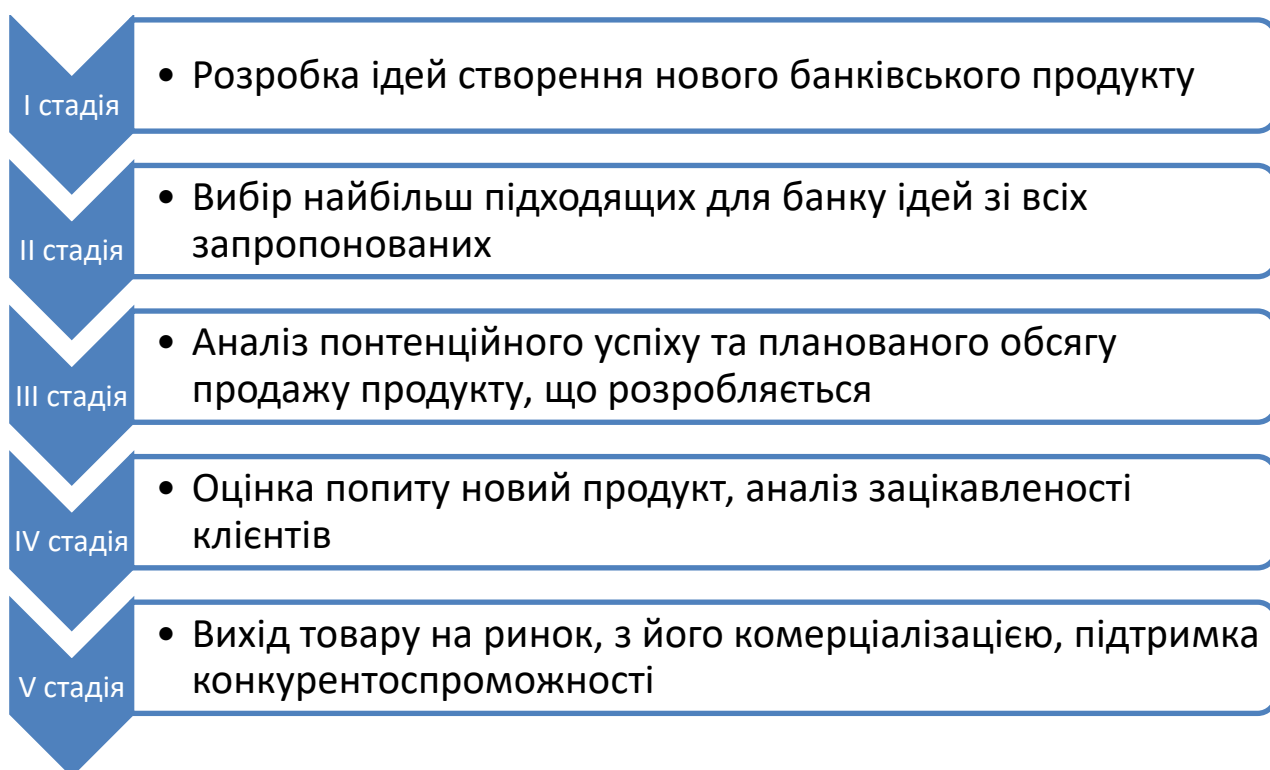 I стадія
• Розробка ідей створення нового банківського продукту
II стадія
• Вибір найбільш підходящих для банку ідей зі всіх
запропонованих
III стадія
• Аналіз понтенційного успіху та планованого обсягу
продажу продукту, що розробляється
IV стадія
• Оцінка попиту новий продукт, аналіз зацікавленості
клієнтів
V стадія
• Вихід товару на ринок, з його комерціалізацією, підтримка
конкурентоспроможності